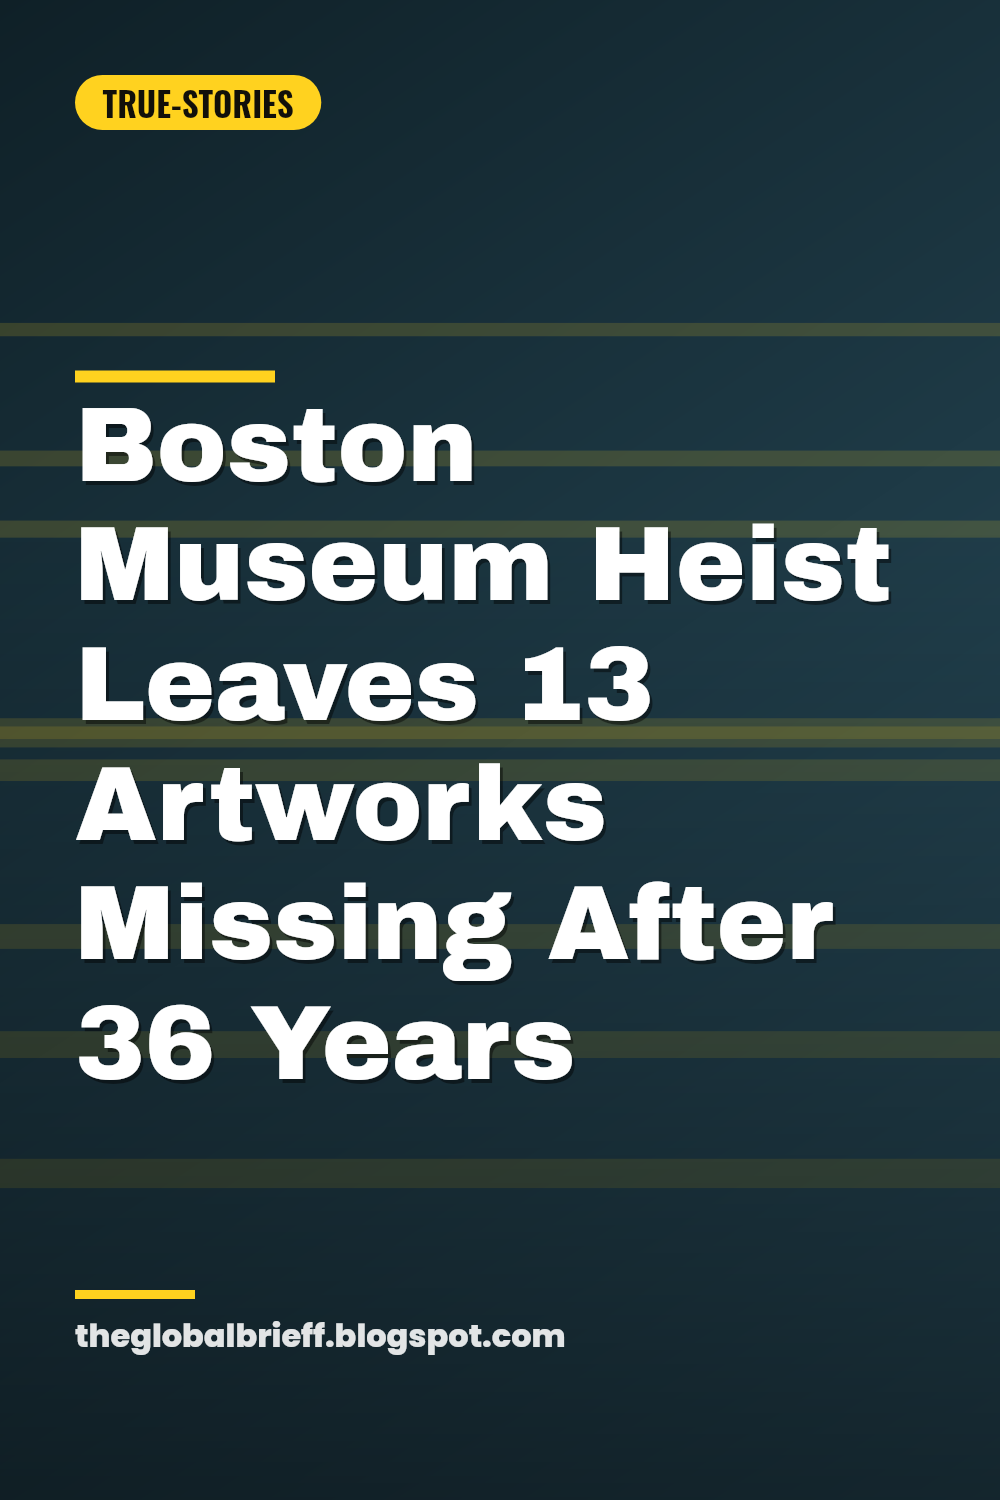 TRUE-STORIES
Boston
Museum Heist
Leaves 13
Artworks
Missing After
36 Years
theglobalbrieff.blogspot.com